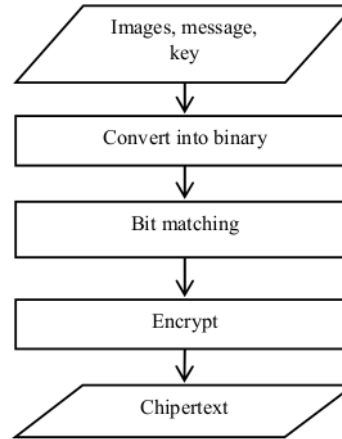 Images, message,
key
Convert into binary
Bit matching
Encrypt
Chipertext